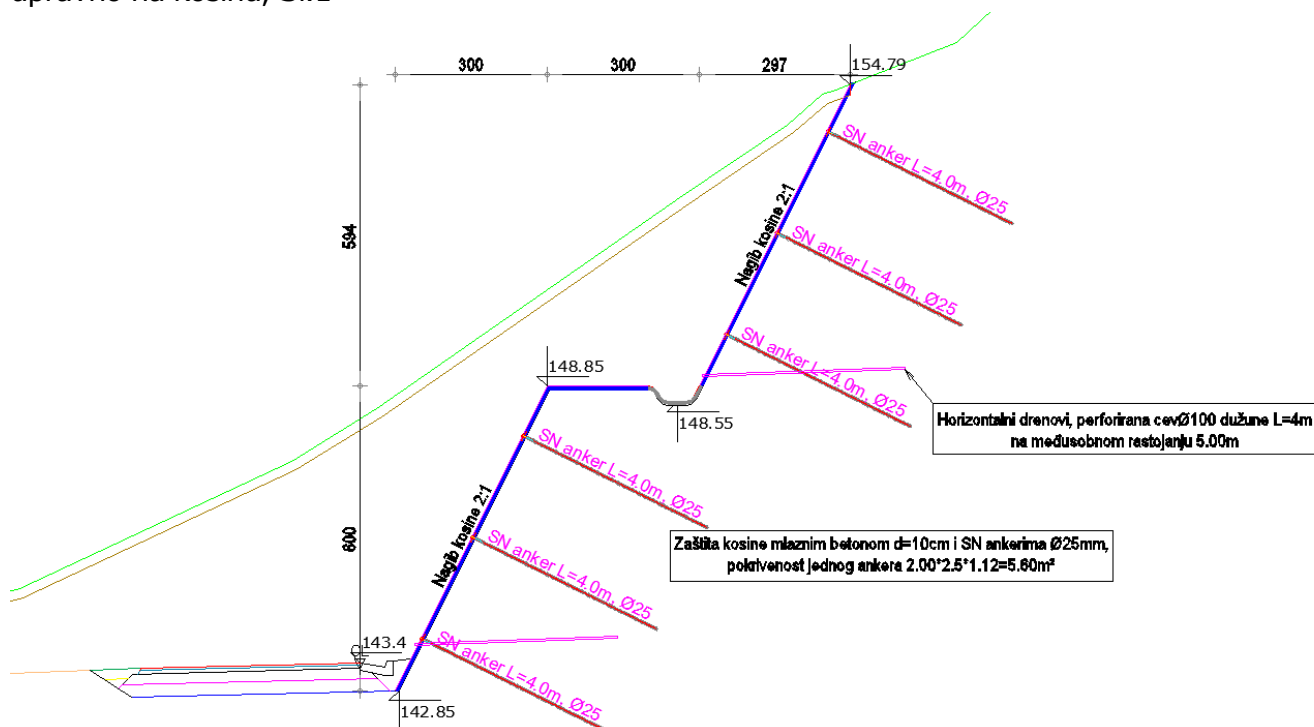 300
300
297
154.79
SN anker L=4.0m, Ø25
594
Nagib kosine 2:1
SN anker L=4.0m, Ø25
SN anker L=4.0m, Ø25
148.85
148.55
Horizontalni drenovi, perforirana cevØ100 dužune L=4m
na međusobnom rastojanju 5.00m
SN anker L=4.0m, Ø25
600
Nagib kosine 2:1
SN anker L=4.0m, Ø25
Zaštita kosine mlaznim betonom d=10cm i SN ankerima Ø25mm,
pokrivenost jednog ankera 2.00*2.5*1.12=5.60m²
143.4
SN anker L=4.0m, Ø25
142.85